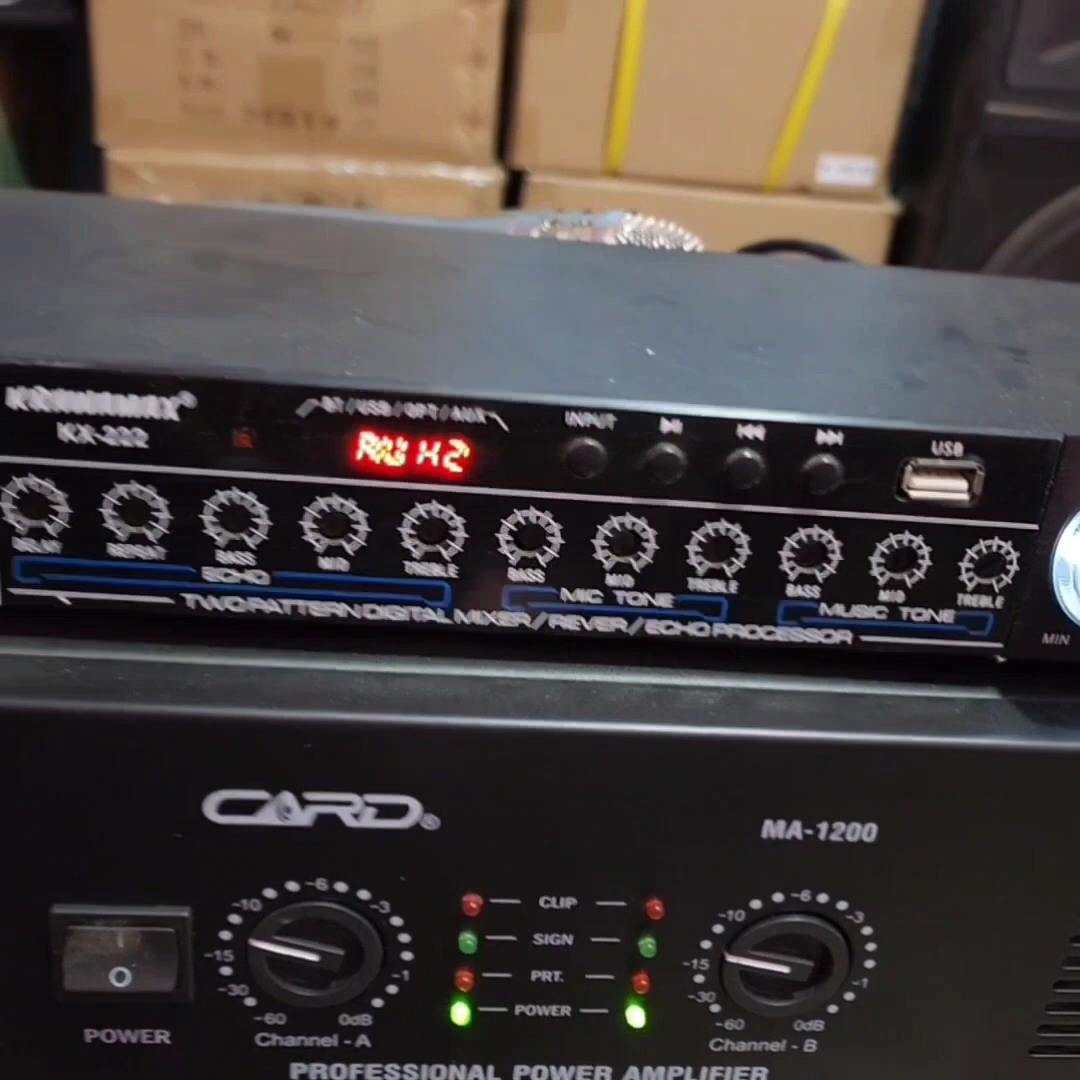 KX-222
BT/USB/OPT/AUX
INPUT
USB
DELAY REPEAT BASS MID TREBLE BASS MID TREBLE BASS MID TREBLE
ECHO MIC TONE MUSIC TONE
TWO PATTERN DIGITAL MIXER/REVER/ECHO PROCESSOR
MIN
CARD®
MA-1200
CLIP
SIGN
PRT.
POWER
-60 -30 -15 -10 -6 -3 -1 0dB
-60 -30 -15 -10 -6 -3 -1 0dB
POWER
Channel - A
Channel - B
PROFESSIONAL POWER AMPLIFIER